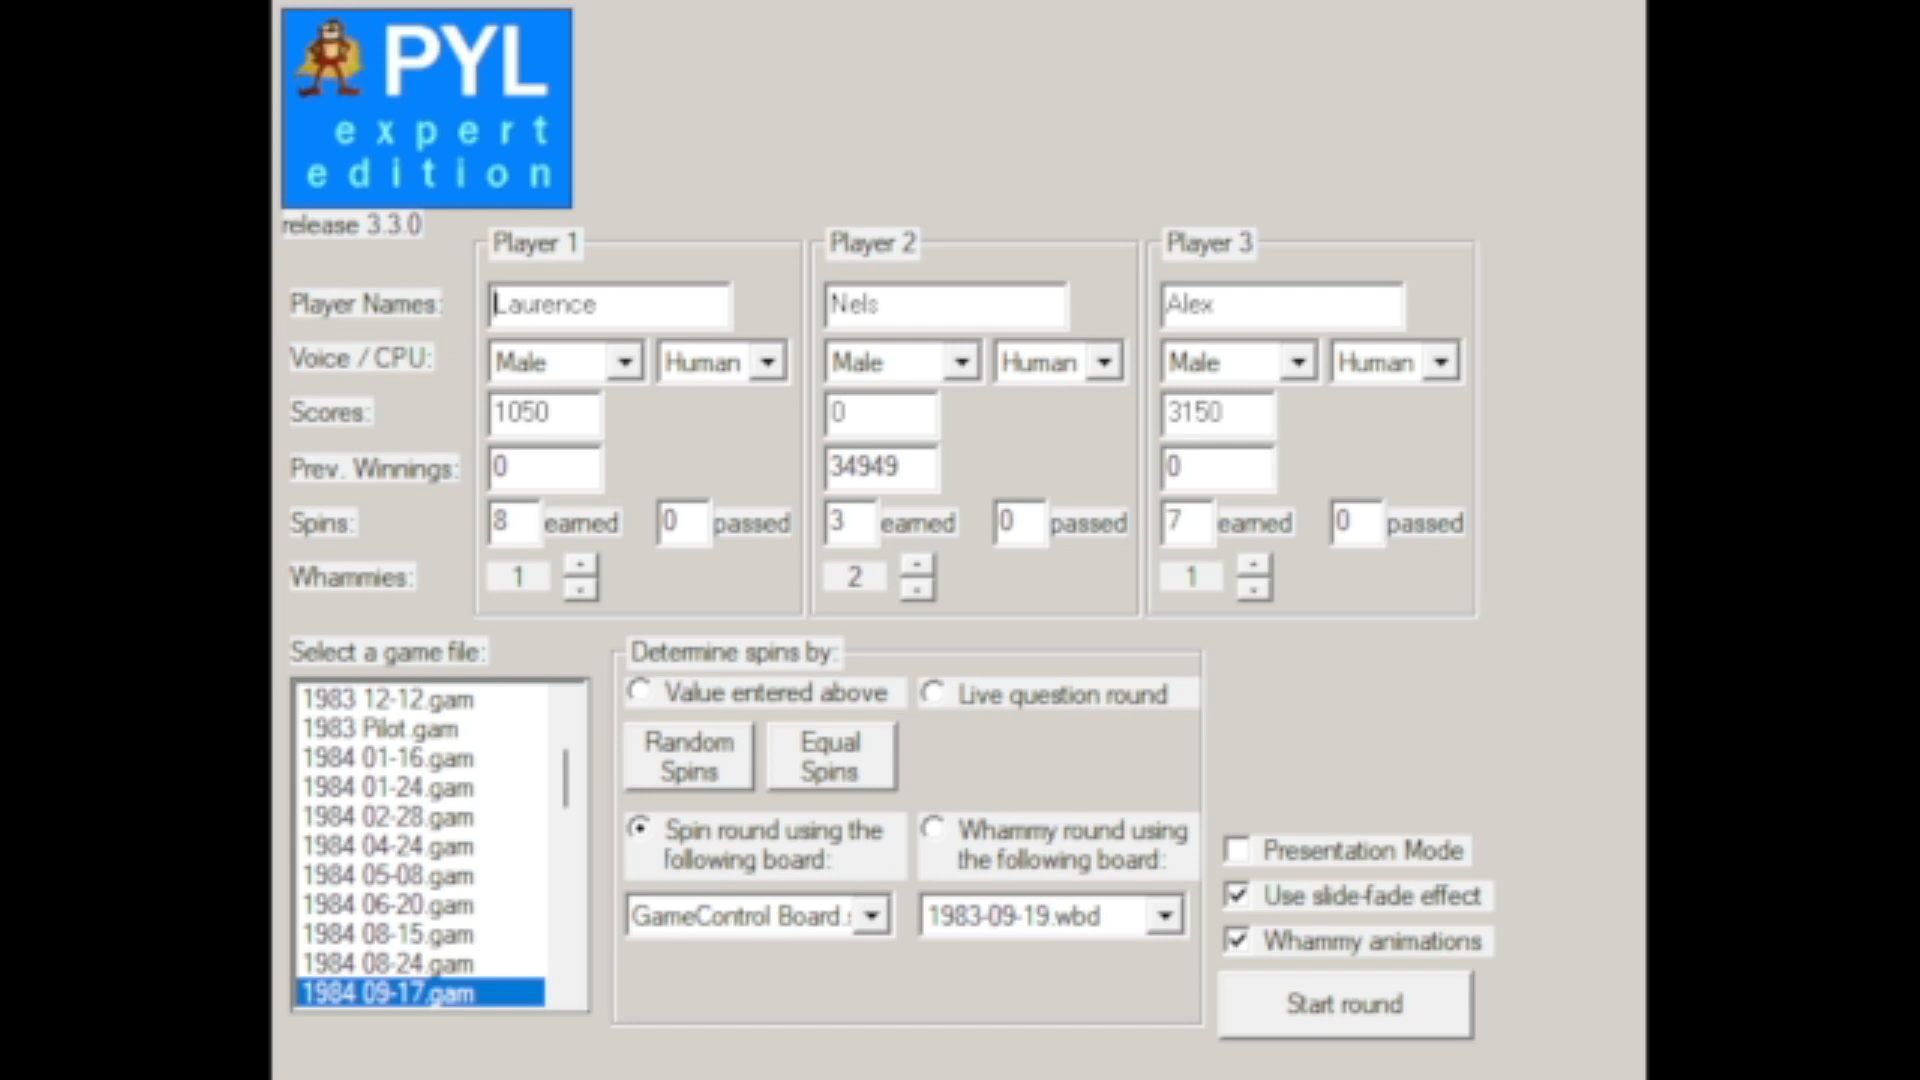 PYL
expert
edition
release 3.3.0
Player 1 Player 2 Player 3
Player Names: Laurence Nels Alex
Voice / CPU: Male Human Male Human Male Human
Scores: 1050 0 3150
Prev. Winnings: 0 34949 0
Spins: 8 earned 0 passed 3 earned 0 passed 7 earned 0 passed
Whammies: 1 2 1
Select a game file:
1983 12-12.gam
1983 Pilot.gam
1984 01-16.gam
1984 01-24.gam
1984 02-28.gam
1984 04-24.gam
1984 05-08.gam
1984 06-20.gam
1984 08-15.gam
1984 08-24.gam
1984 09-17.gam
Determine spins by:
Value entered above Live question round
Random
Spins
Equal
Spins
Spin round using the
following board:
Whammy round using
the following board:
GameControl Board. 1983-09-19.wbd
Presentation Mode
Use slide-fade effect
Whammy animations
Start round